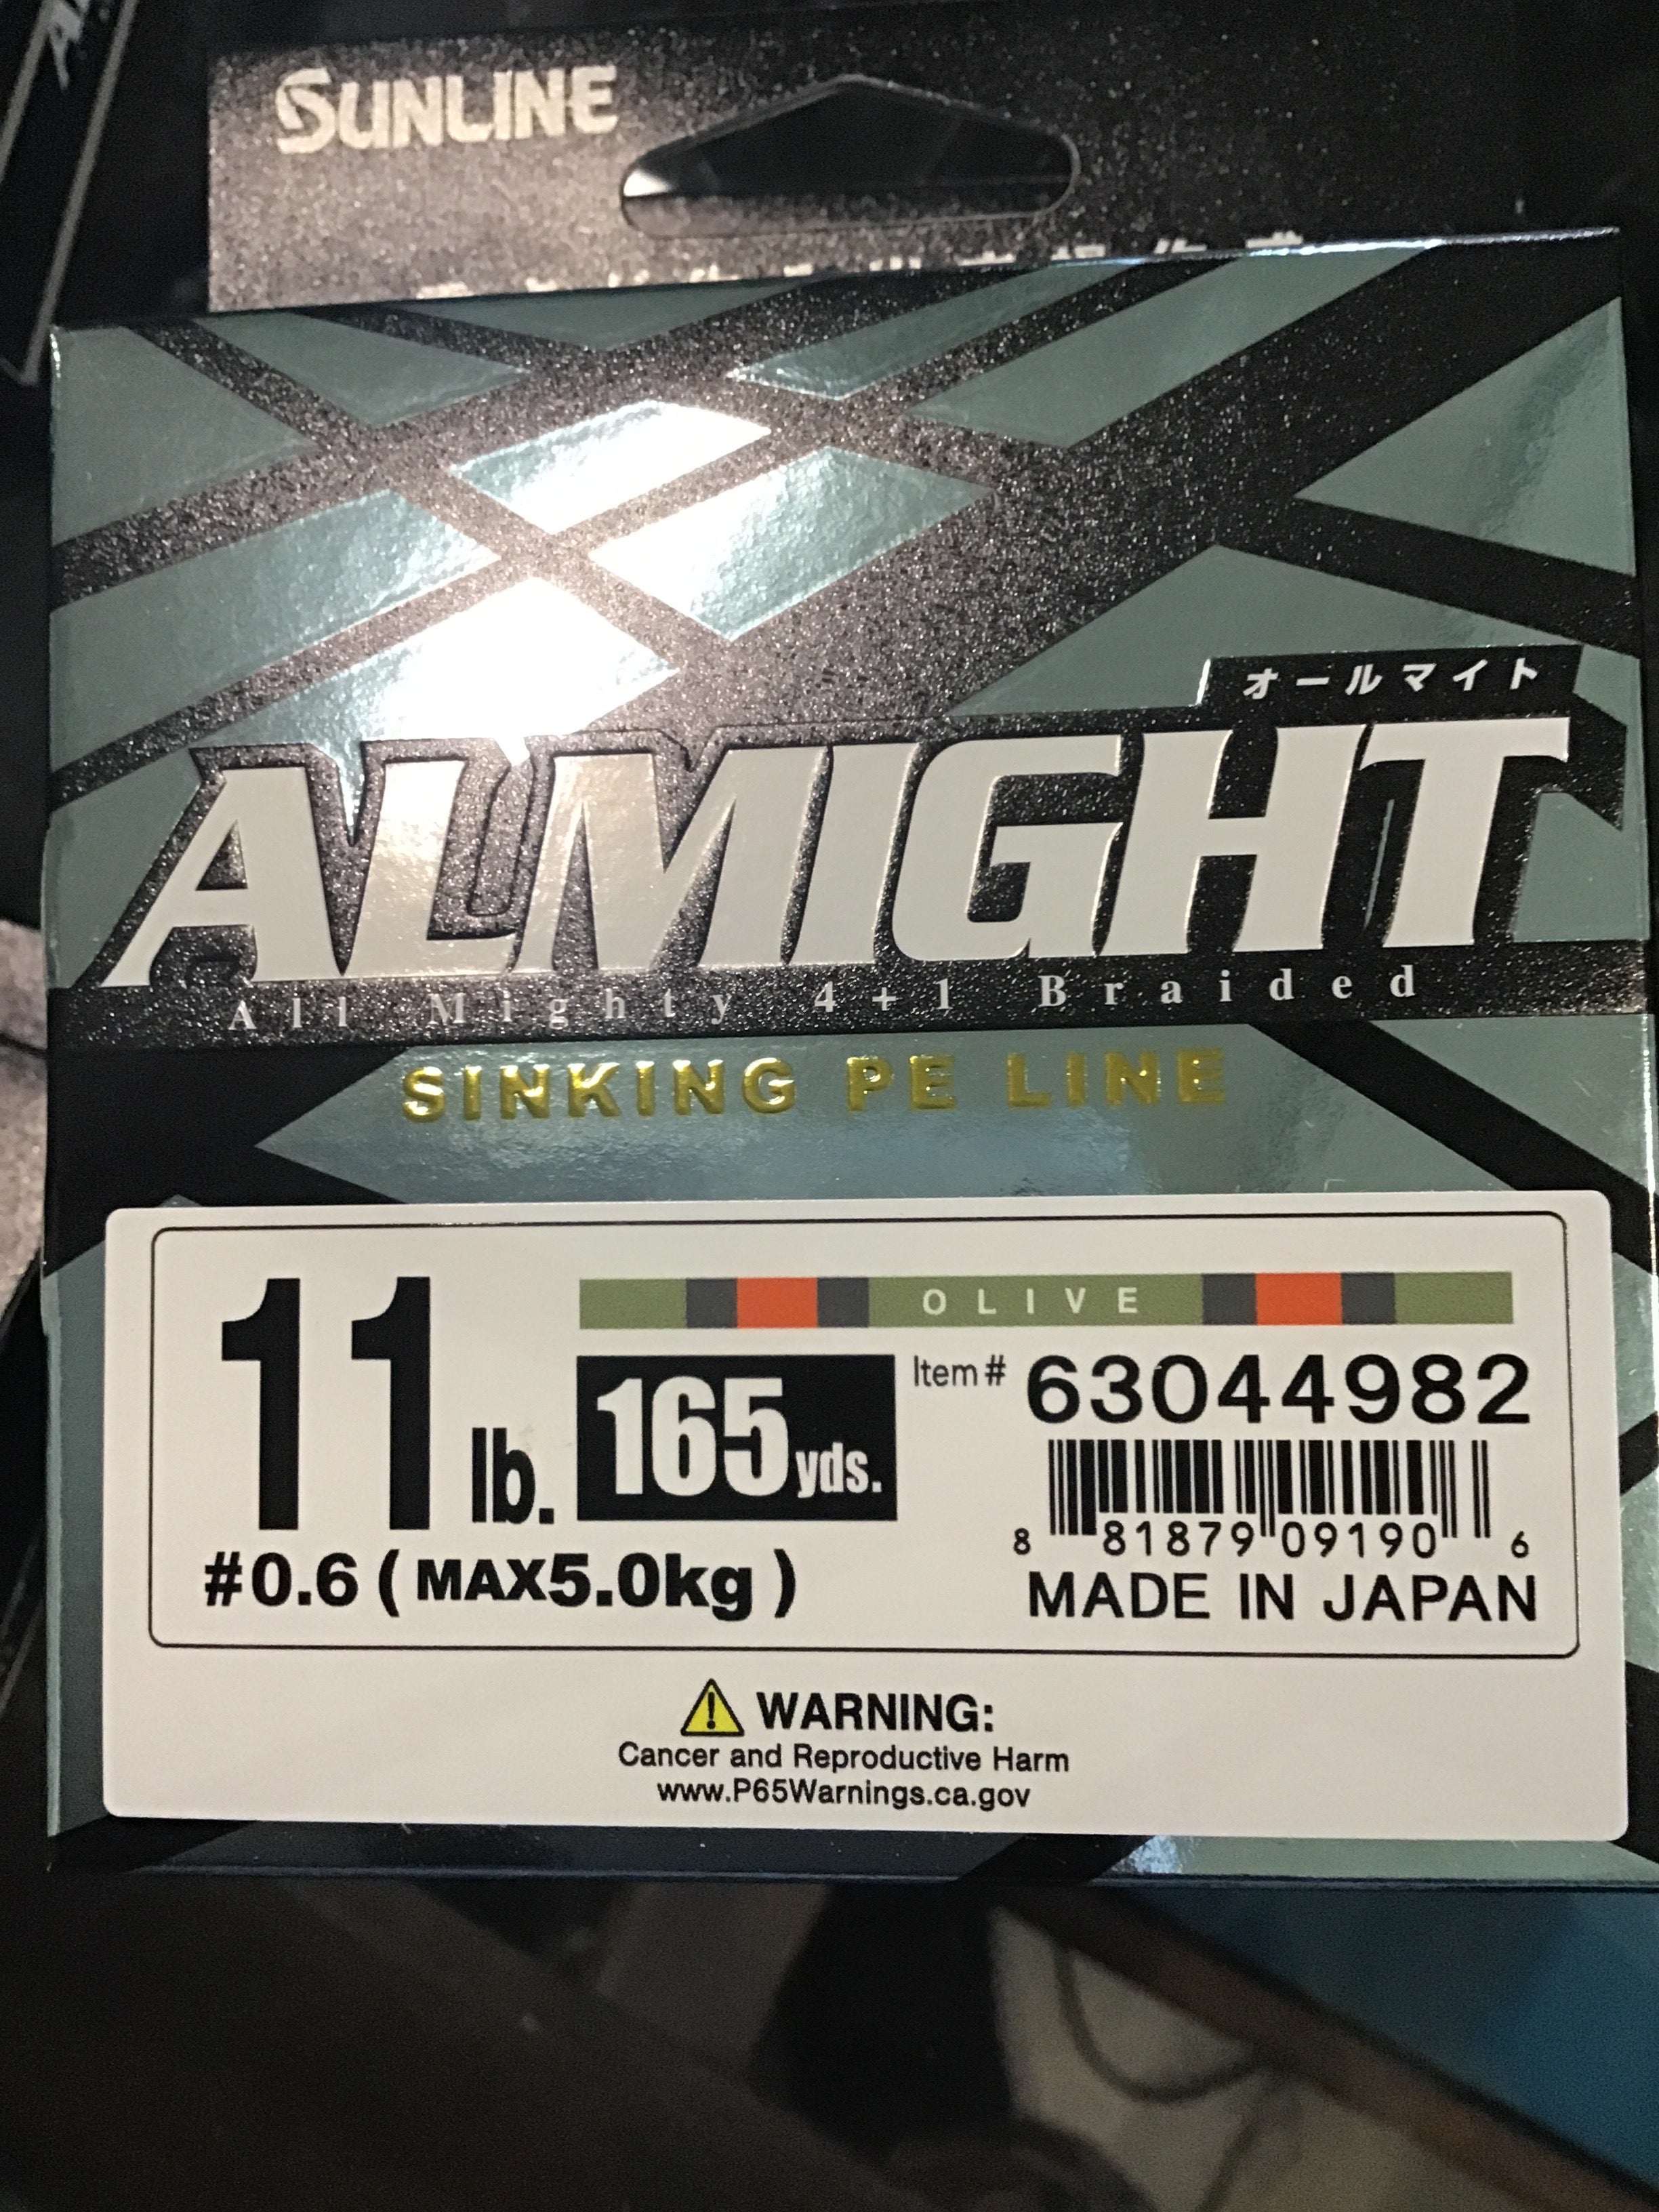 SUNLINE
オールマイト
ALMIGHT
All Mighty 4+1 Braided
SINKING PE LINE
OLIVE
11 lb.
165 yds.
Item# 63044982
8 81879 09190 6
#0.6 (MAX5.0kg)
MADE IN JAPAN
WARNING:
Cancer and Reproductive Harm
www.P65Warnings.ca.gov